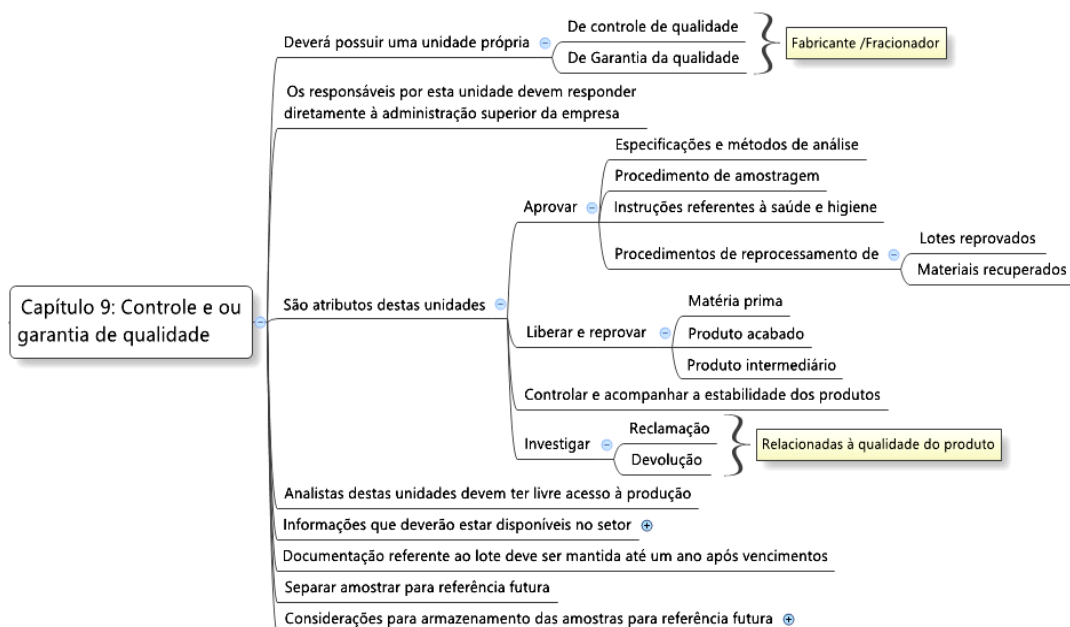 Capítulo 9: Controle e ou
garantia de qualidade
Deverá possuir uma unidade própria
De controle de qualidade
De Garantia da qualidade
Fabricante /Fracionador
Os responsáveis por esta unidade devem responder
diretamente à administração superior da empresa
São atributos destas unidades
Aprovar
Especificações e métodos de análise
Procedimento de amostragem
Instruções referentes à saúde e higiene
Procedimentos de reprocessamento de
Lotes reprovados
Materiais recuperados
Liberar e reprovar
Matéria prima
Produto acabado
Produto intermediário
Controlar e acompanhar a estabilidade dos produtos
Investigar
Reclamação
Devolução
Relacionadas à qualidade do produto
Analistas destas unidades devem ter livre acesso à produção
Informações que deverão estar disponíveis no setor
Documentação referente ao lote deve ser mantida até um ano após vencimentos
Separar amostrar para referência futura
Considerações para armazenamento das amostras para referência futura